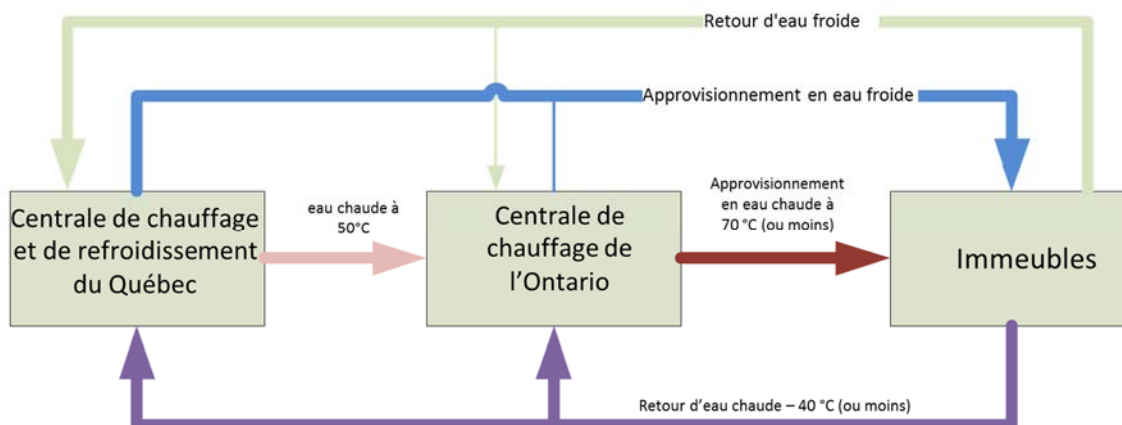 Retour d'eau froide
Approvisionnement en eau froide
Centrale de chauffage
et de refroidissement
du Québec
eau chaude à
50°C
Centrale de
chauffage de
l’Ontario
Approvisionnement
en eau chaude à
70 °C (ou moins)
Immeubles
Retour d’eau chaude – 40 °C (ou moins)